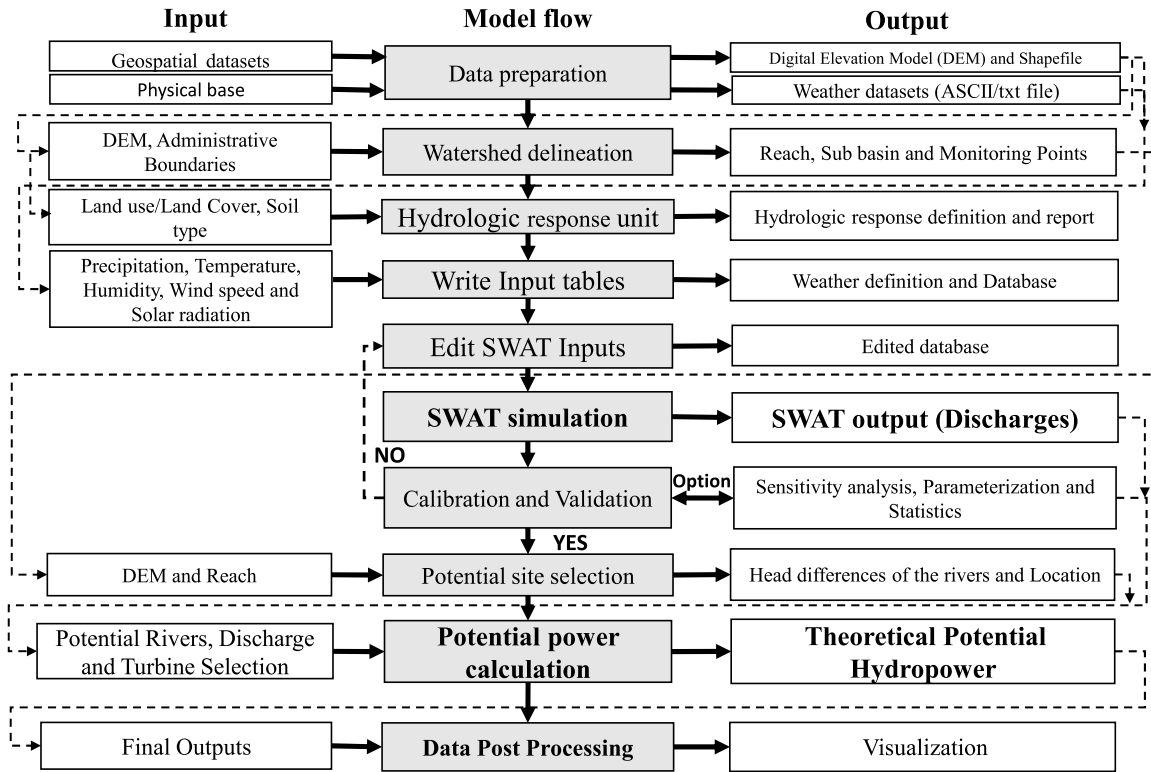 Input
Model flow
Output
Geospatial datasets
Physical base
Data preparation
Digital Elevation Model (DEM) and Shapefile
Weather datasets (ASCII/txt file)
DEM, Administrative
Boundaries
Watershed delineation
Reach, Sub basin and Monitoring Points
Land use/Land Cover, Soil
type
Hydrologic response unit
Hydrologic response definition and report
Precipitation, Temperature,
Humidity, Wind speed and
Solar radiation
Write Input tables
Weather definition and Database
Edit SWAT Inputs
Edited database
SWAT simulation
SWAT output (Discharges)
NO
Calibration and Validation
Option
Sensitivity analysis, Parameterization and
Statistics
YES
DEM and Reach
Potential site selection
Head differences of the rivers and Location
Potential Rivers, Discharge
and Turbine Selection
Potential power
calculation
Theoretical Potential
Hydropower
Final Outputs
Data Post Processing
Visualization